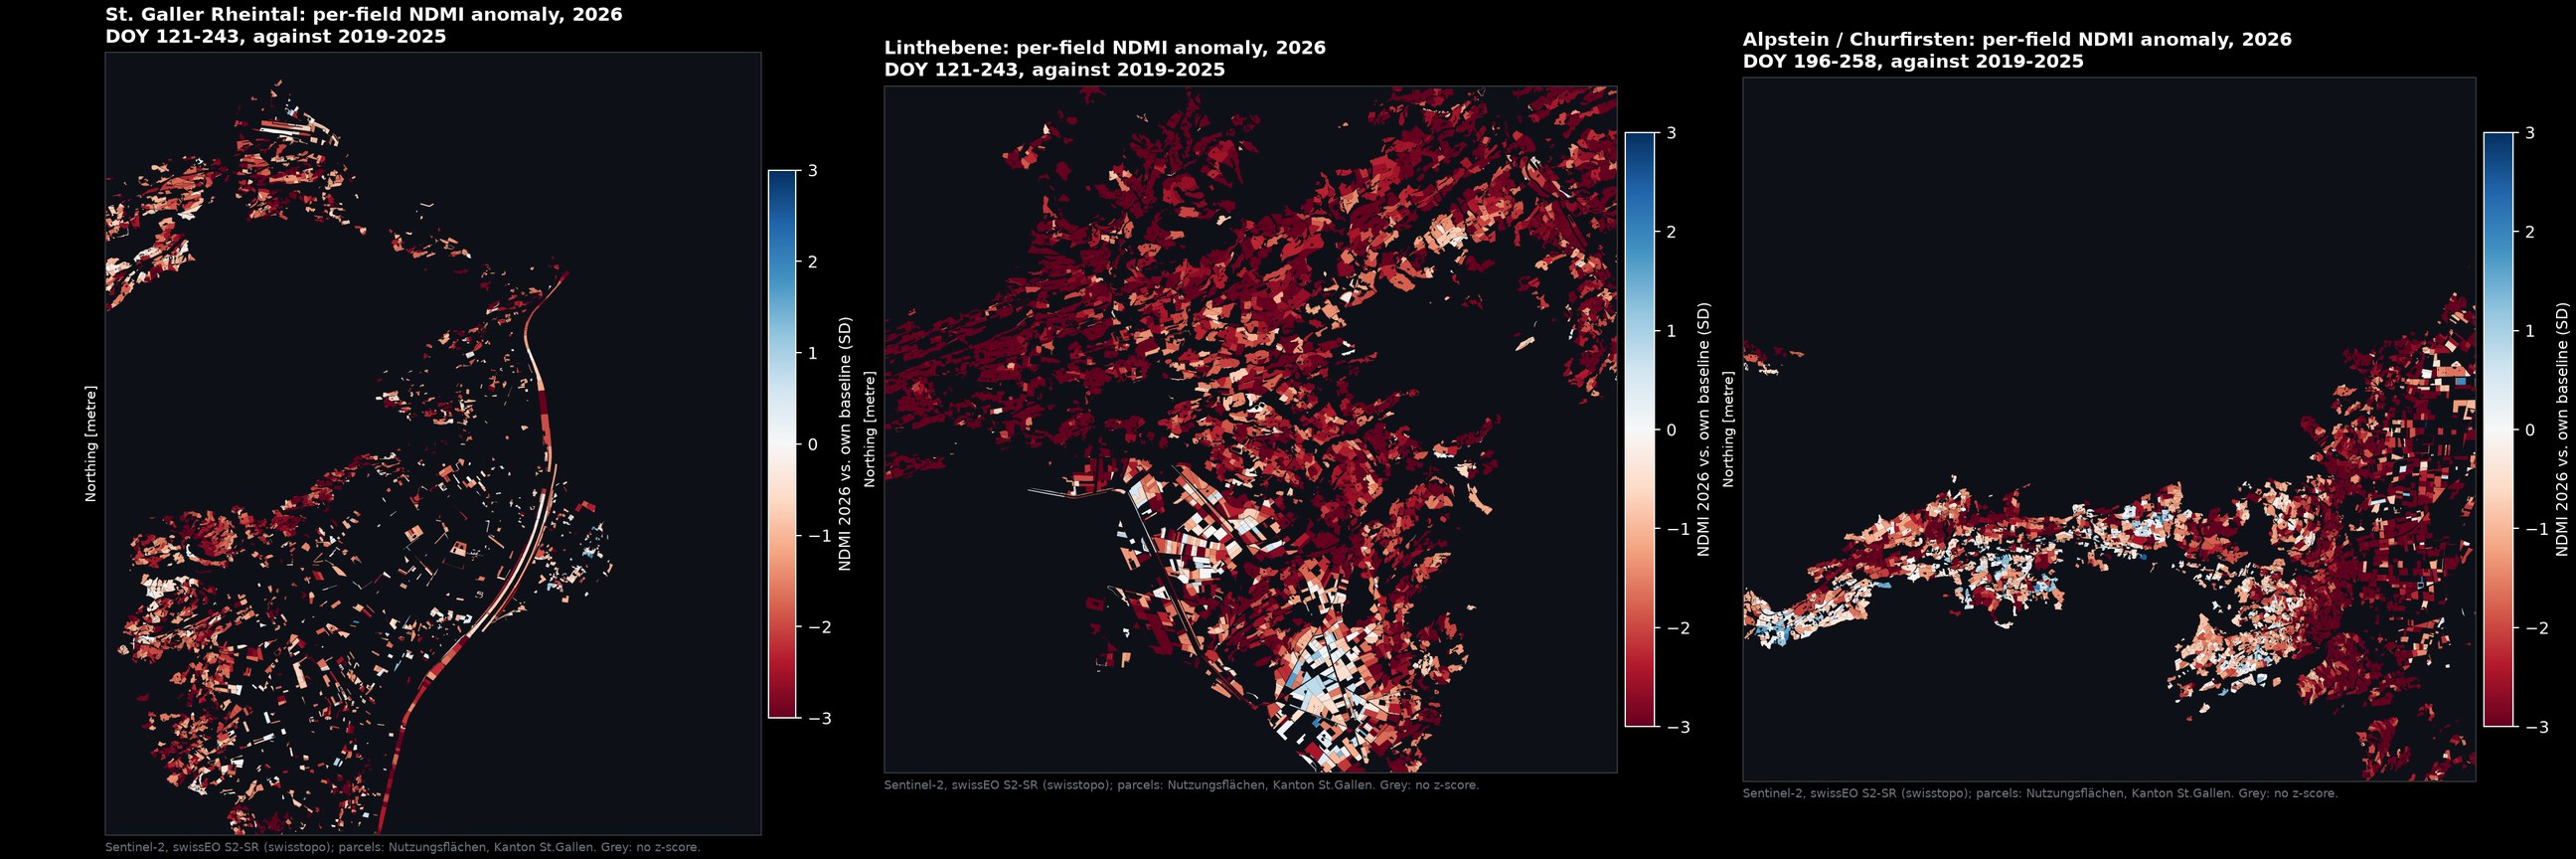 St. Galler Rheintal: per-field NDMI anomaly, 2026
DOY 121-243, against 2019-2025
Northing [metre]
3
2
1
0
−1
−2
−3
NDMI 2026 vs. own baseline (SD)
Sentinel-2, swissEO S2-SR (swisstopo); parcels: Nutzungsflächen, Kanton St.Gallen. Grey: no z-score.
Linthebene: per-field NDMI anomaly, 2026
DOY 121-243, against 2019-2025
Northing [metre]
3
2
1
0
−1
−2
−3
NDMI 2026 vs. own baseline (SD)
Sentinel-2, swissEO S2-SR (swisstopo); parcels: Nutzungsflächen, Kanton St.Gallen. Grey: no z-score.
Alpstein / Churfirsten: per-field NDMI anomaly, 2026
DOY 196-258, against 2019-2025
Northing [metre]
3
2
1
0
−1
−2
−3
NDMI 2026 vs. own baseline (SD)
Sentinel-2, swissEO S2-SR (swisstopo); parcels: Nutzungsflächen, Kanton St.Gallen. Grey: no z-score.